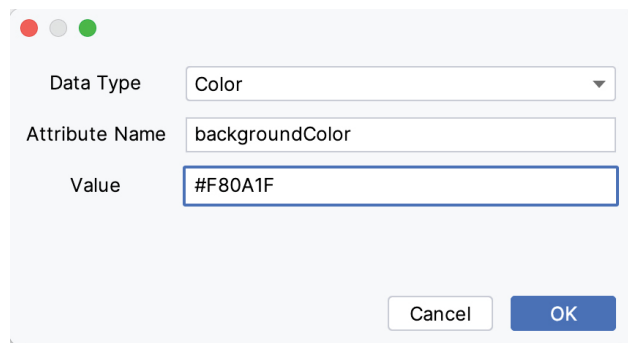 Data Type Color
Attribute Name backgroundColor
Value #F80A1F
Cancel OK